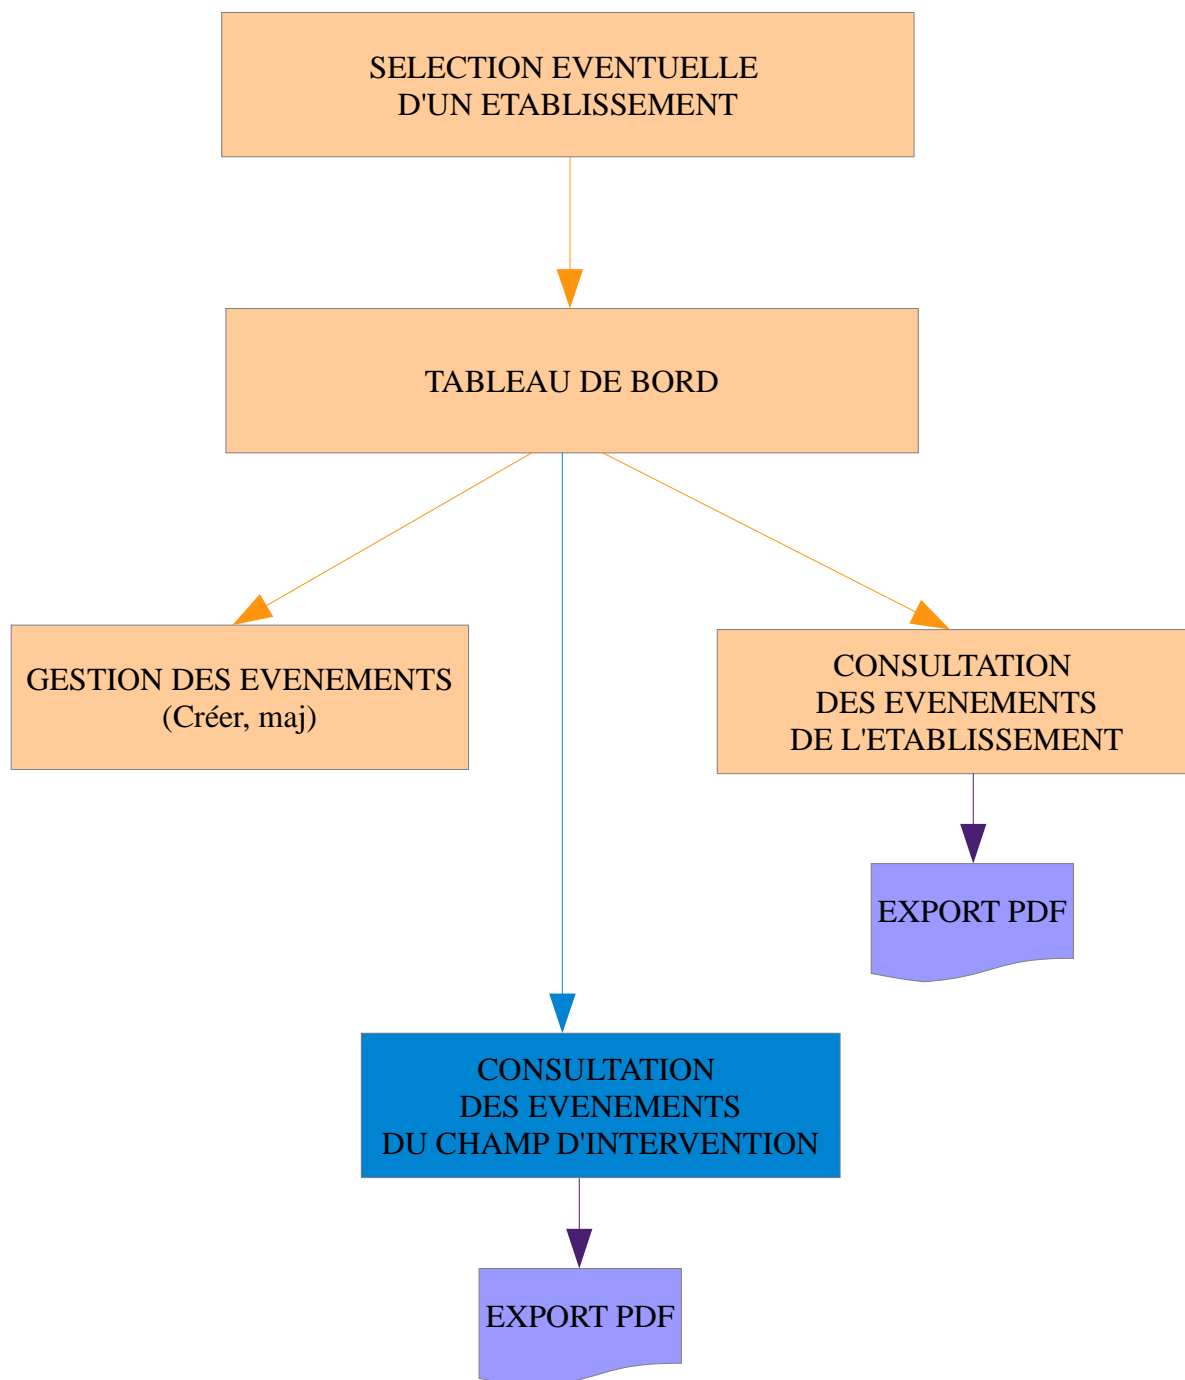 SELECTION EVENTUELLE
D'UN ETABLISSEMENT
TABLEAU DE BORD
GESTION DES EVENEMENTS
(Créer, maj)
CONSULTATION
DES EVENEMENTS
DE L'ETABLISSEMENT
EXPORT PDF
CONSULTATION
DES EVENEMENTS
DU CHAMP D'INTERVENTION
EXPORT PDF